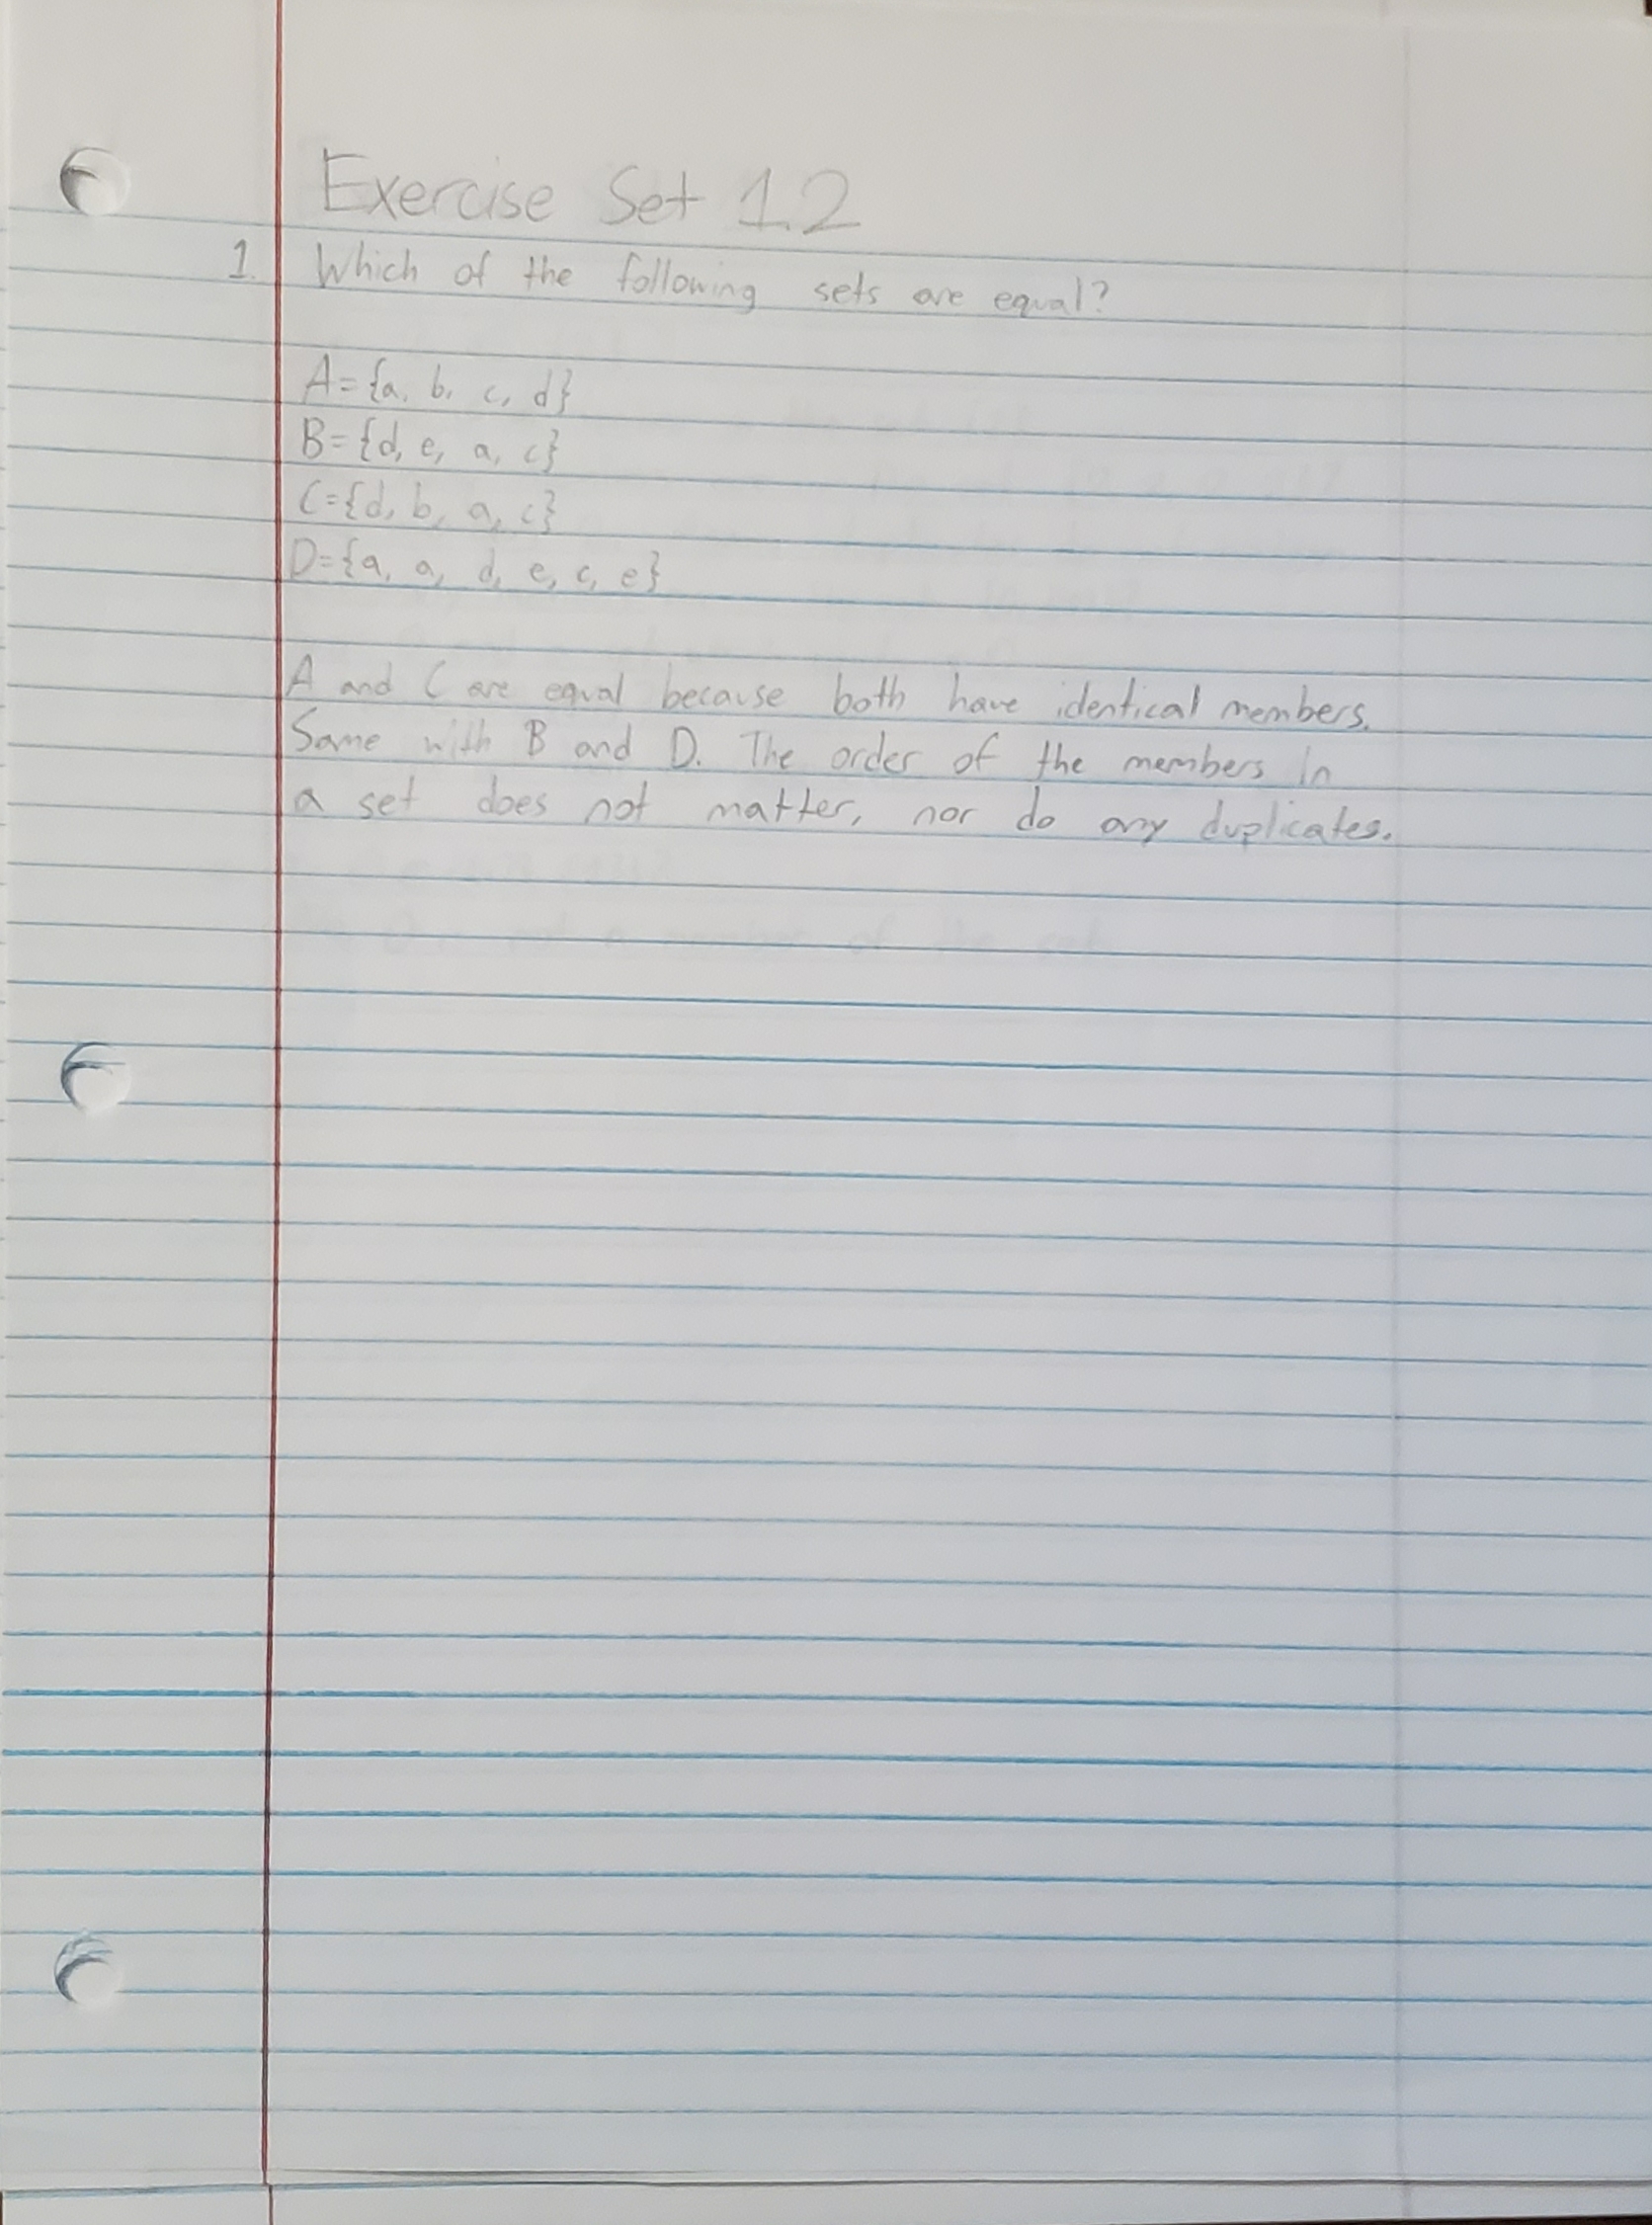 Exercise Set 1.2
1. Which of the following sets are equal?
A={a, b, c, d}
B={d, e, a, c}
C={d, b, a, c}
D={a, a, d, e, c, e}
A and C are equal because both have identical members.
Same with B and D. The order of the members in
a set does not matter, nor do any duplicates.